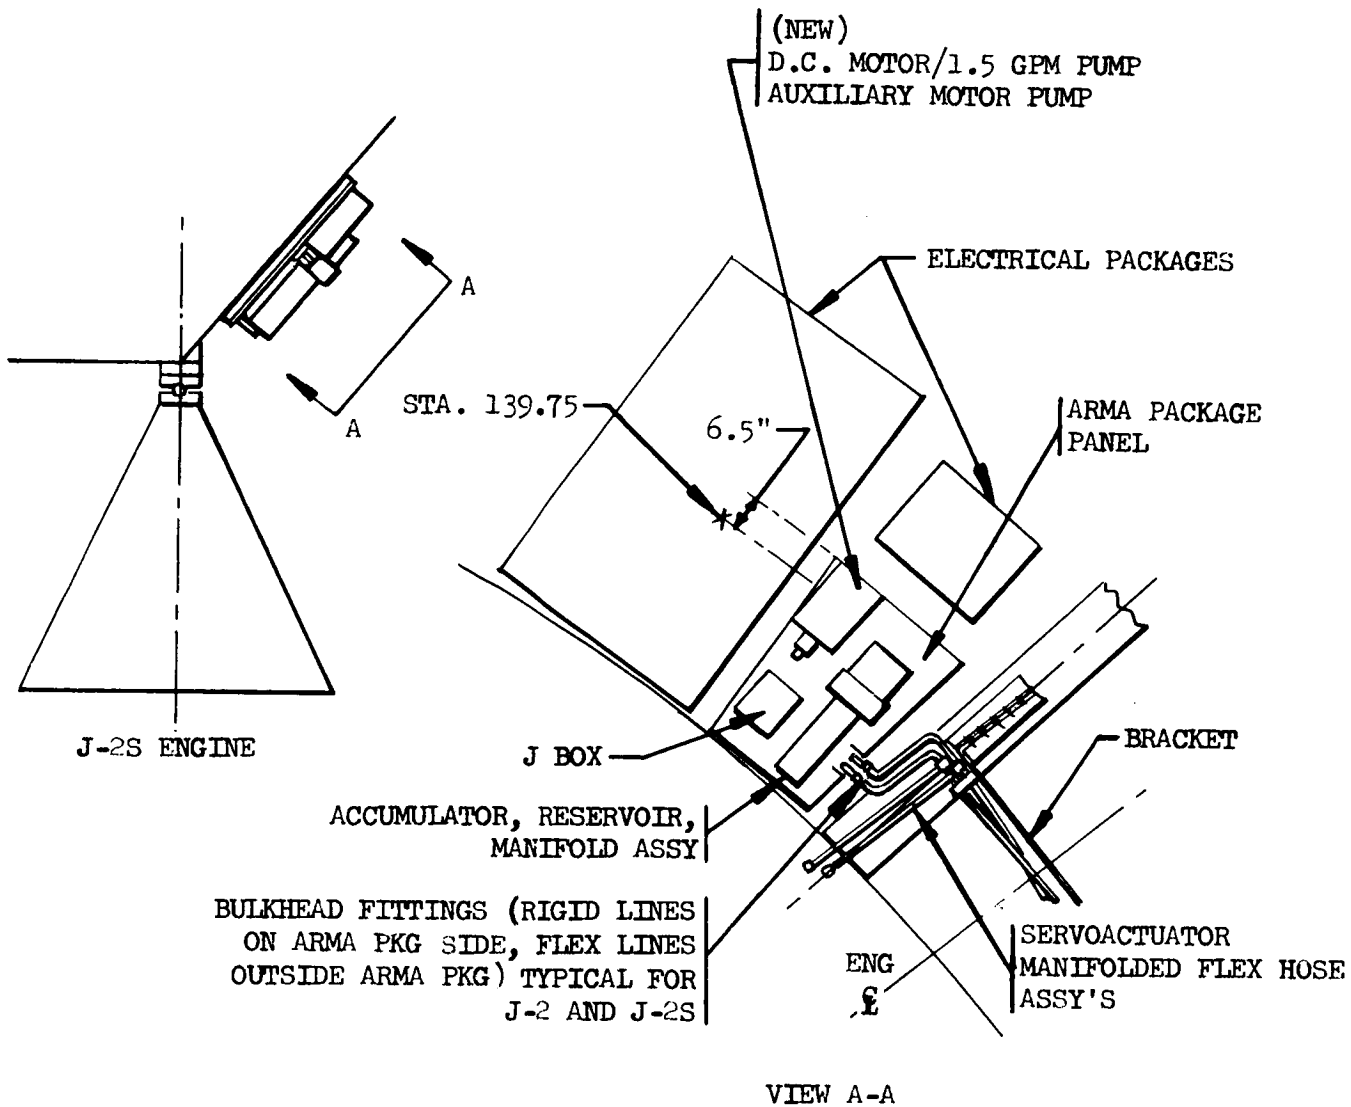 (NEW)
D.C. MOTOR/1.5 GPM PUMP
AUXILIARY MOTOR PUMP
ELECTRICAL PACKAGES
A
A
STA. 139.75
6.5"
ARMA PACKAGE
PANEL
J-2S ENGINE
J BOX
BRACKET
ACCUMULATOR, RESERVOIR,
MANIFOLD ASSY
BULKHEAD FITTINGS (RIGID LINES
ON ARMA PKG SIDE, FLEX LINES
OUTSIDE ARMA PKG) TYPICAL FOR
J-2 AND J-2S
ENG
℄
SERVOACTUATOR
MANIFOLDED FLEX HOSE
ASSY'S
VIEW A-A